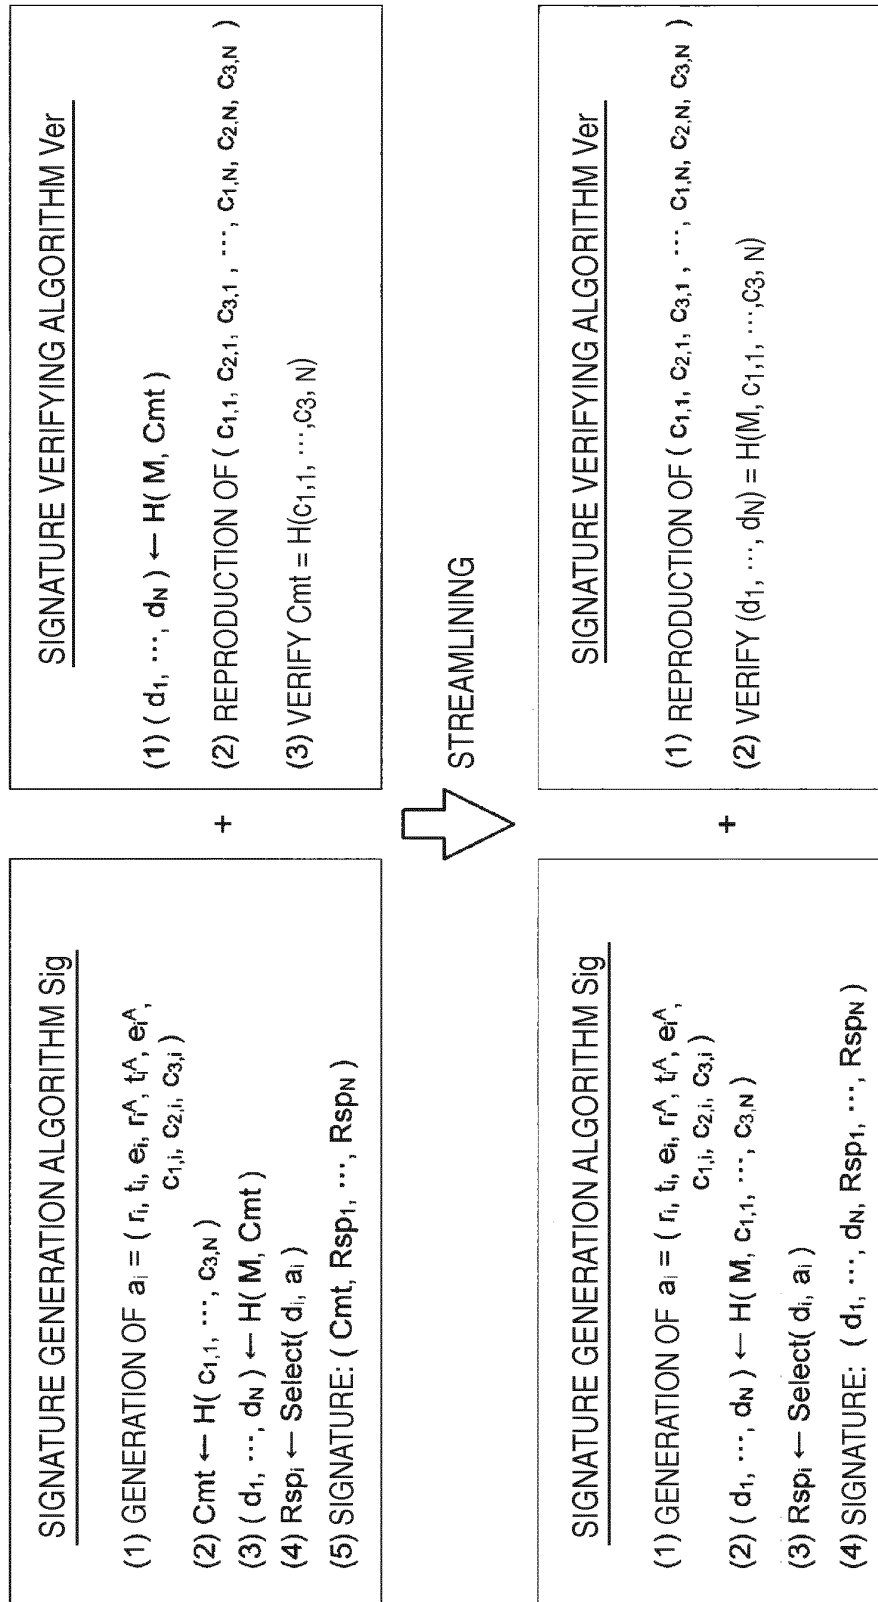 SIGNATURE GENERATION ALGORITHM Sig
(1) GENERATION OF aᵢ = ( rᵢ, tᵢ, eᵢ, rᵢ^A, tᵢ^A, eᵢ^A,
c₁,ᵢ, c₂,ᵢ, c₃,ᵢ)
(2) Cmt ← H( c₁,₁, ⋯, c₃,N)
(3) ( d₁, ⋯, dN ) ← H( M, Cmt )
(4) Rspᵢ ← Select( dᵢ, aᵢ )
(5) SIGNATURE: ( Cmt, Rsp₁, ⋯, RspN )
+
SIGNATURE VERIFYING ALGORITHM Ver
(1) ( d₁, ⋯, dN ) ← H( M, Cmt )
(2) REPRODUCTION OF ( c₁,₁, c₂,₁, c₃,₁ , ⋯, c₁,N, c₂,N, c₃,N )
(3) VERIFY Cmt = H(c₁,₁, ⋯,c₃, N)
STREAMLINING
SIGNATURE GENERATION ALGORITHM Sig
(1) GENERATION OF aᵢ = ( rᵢ, tᵢ, eᵢ, rᵢ^A, tᵢ^A, eᵢ^A,
c₁,ᵢ, c₂,ᵢ, c₃,ᵢ )
(2) ( d₁, ⋯, dN ) ← H( M, c₁,₁, ⋯, c₃,N )
(3) Rspᵢ ← Select( dᵢ, aᵢ )
(4) SIGNATURE: ( d₁, ⋯, dN, Rsp₁, ⋯, RspN )
+
SIGNATURE VERIFYING ALGORITHM Ver
(1) REPRODUCTION OF ( c₁,₁, c₂,₁, c₃,₁ , ⋯, c₁,N, c₂,N, c₃,N )
(2) VERIFY (d₁, ⋯, dN) = H(M, c₁,₁, ⋯,c₃, N)